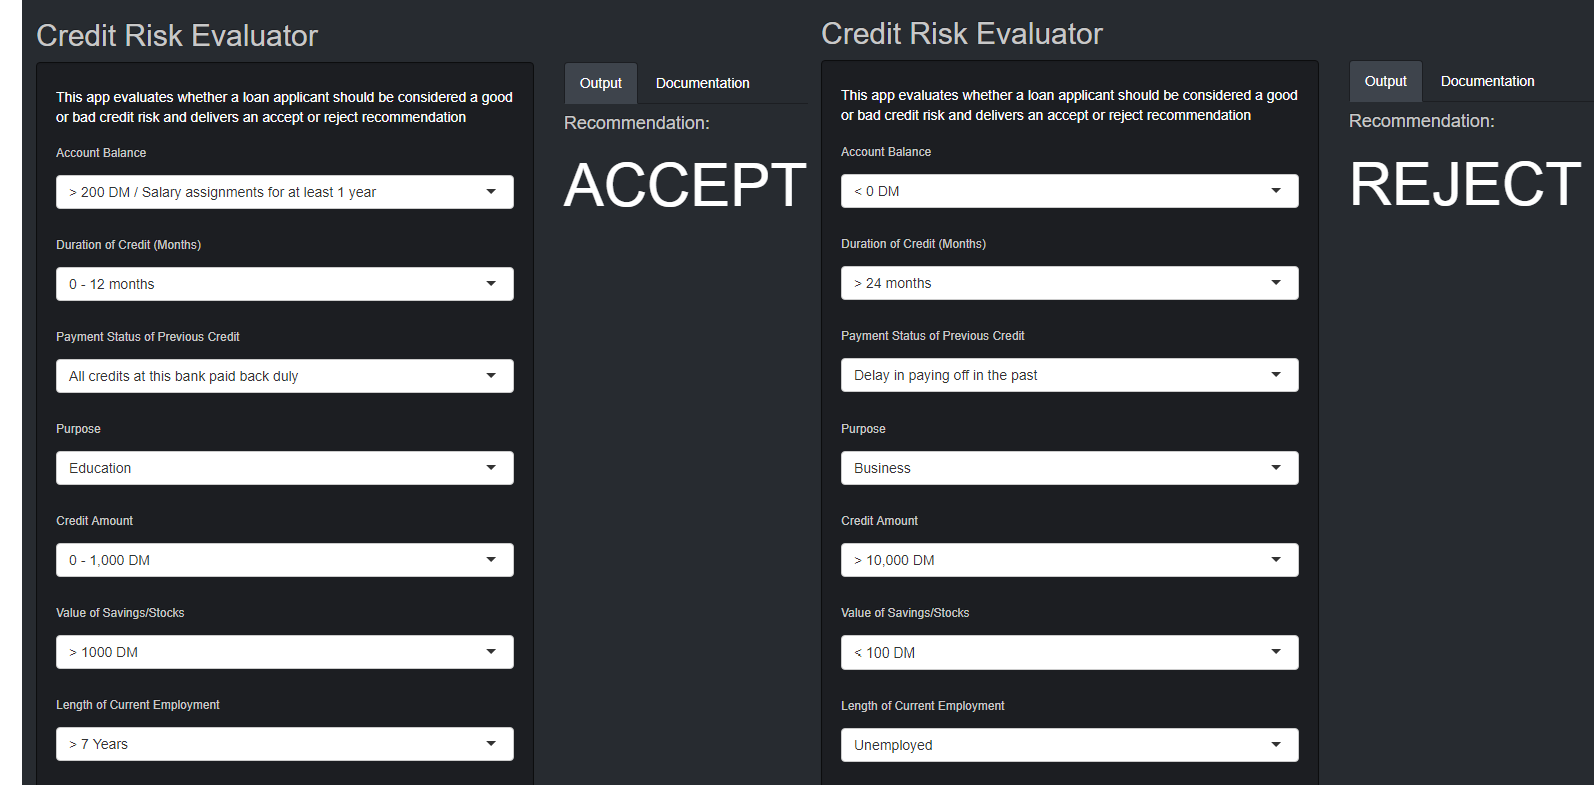 Credit Risk Evaluator
This app evaluates whether a loan applicant should be considered a good
or bad credit risk and delivers an accept or reject recommendation
Account Balance
> 200 DM / Salary assignments for at least 1 year
Duration of Credit (Months)
0 - 12 months
Payment Status of Previous Credit
All credits at this bank paid back duly
Purpose
Education
Credit Amount
0 - 1,000 DM
Value of Savings/Stocks
> 1000 DM
Length of Current Employment
> 7 Years
Output Documentation
Recommendation:
ACCEPT
Credit Risk Evaluator
This app evaluates whether a loan applicant should be considered a good
or bad credit risk and delivers an accept or reject recommendation
Account Balance
< 0 DM
Duration of Credit (Months)
> 24 months
Payment Status of Previous Credit
Delay in paying off in the past
Purpose
Business
Credit Amount
> 10,000 DM
Value of Savings/Stocks
< 100 DM
Length of Current Employment
Unemployed
Output Documentation
Recommendation:
REJECT